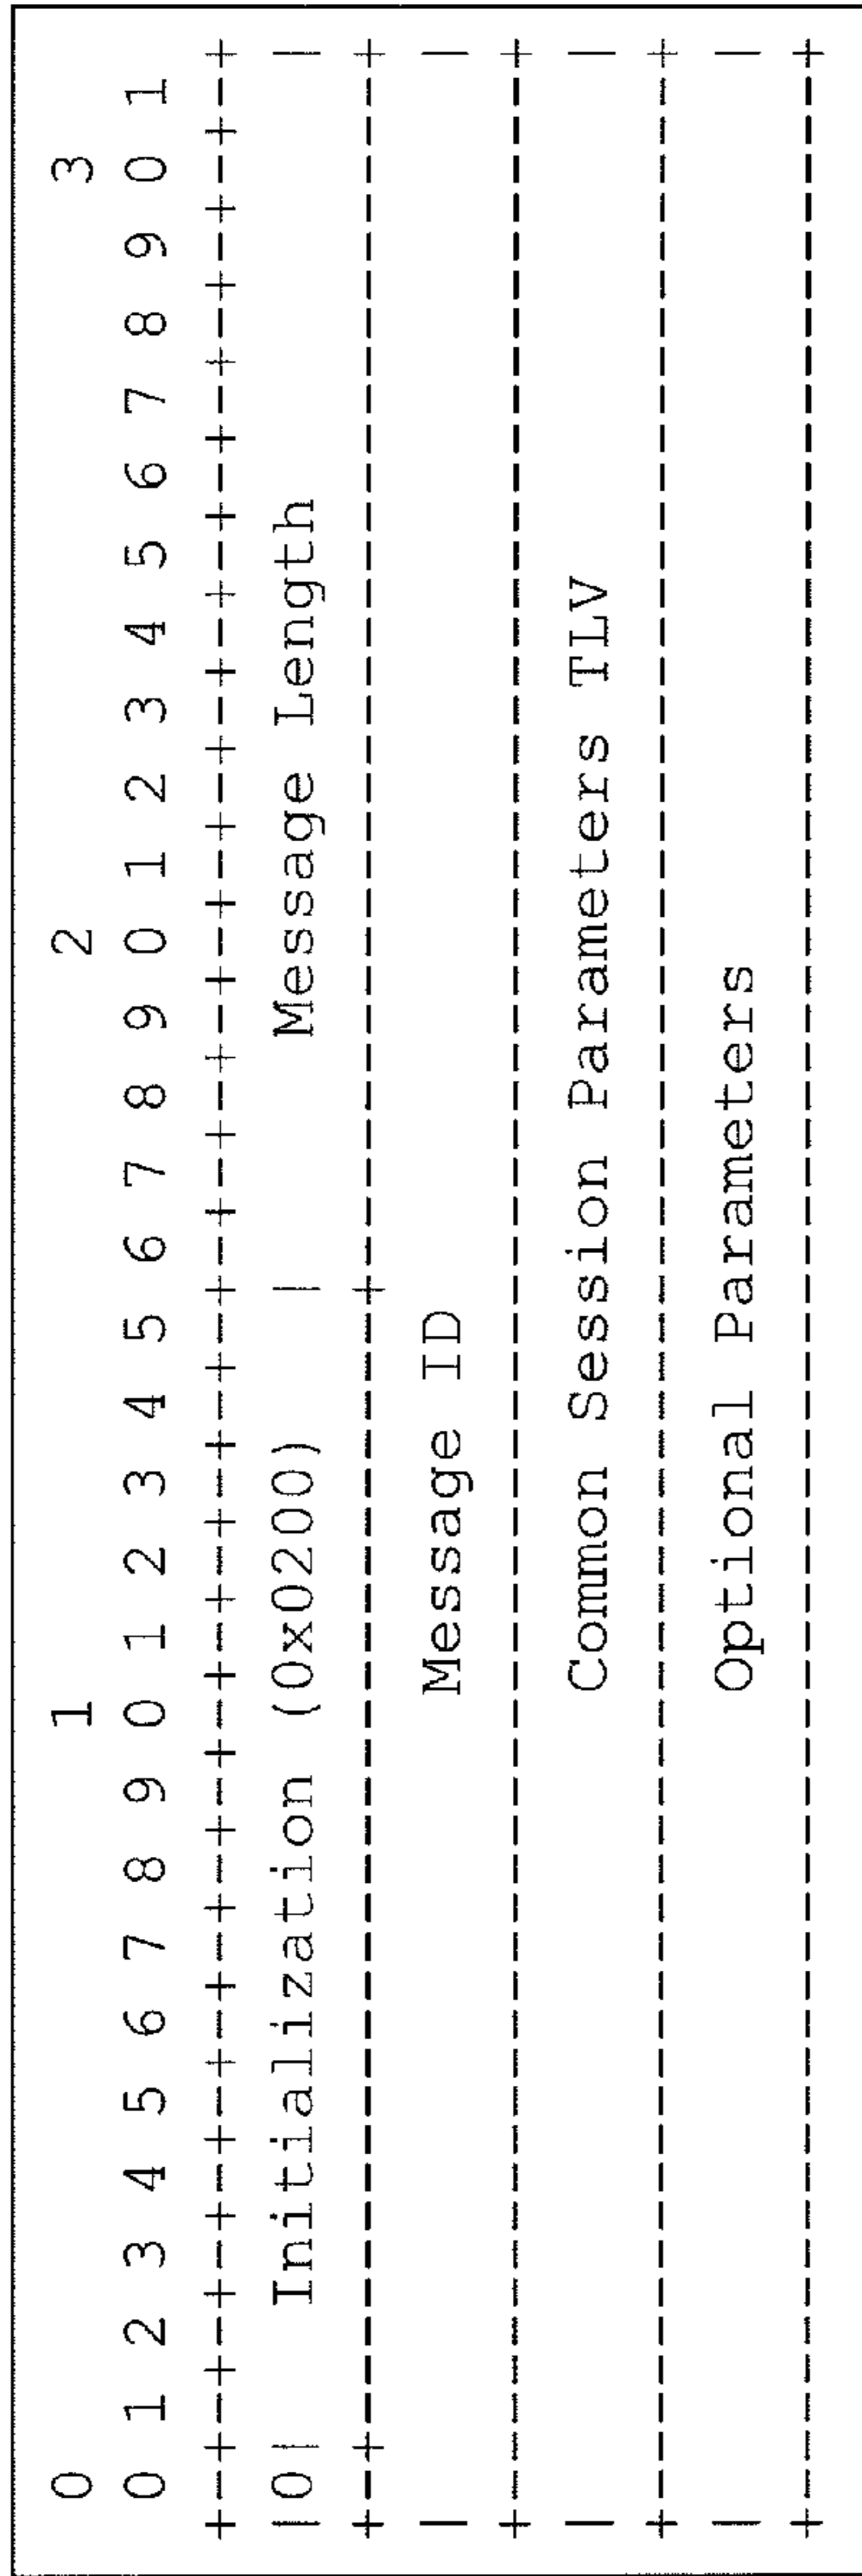 0                   1                   2                   3
0 1 2 3 4 5 6 7 8 9 0 1 2 3 4 5 6 7 8 9 0 1 2 3 4 5 6 7 8 9 0 1
+-+-+-+-+-+-+-+-+-+-+-+-+-+-+-+-+-+-+-+-+-+-+-+-+-+-+-+-+-+-+-+-+
|0|   Initialization (0x0200)   |      Message Length           |
+-+-----------------------------+-------------------------------+
|                     Message ID                                |
+---------------------------------------------------------------+
|                     Common Session Parameters TLV             |
+---------------------------------------------------------------+
|                     Optional Parameters                       |
+---------------------------------------------------------------+